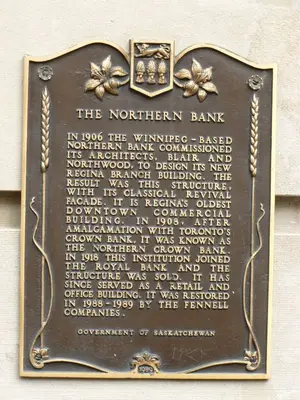 THE NORTHERN BANK
IN 1906 THE WINNIPEG-BASED
NORTHERN BANK COMMISSIONED
ITS ARCHITECTS, BLAIR AND
NORTHWOOD, TO DESIGN ITS NEW
REGINA BRANCH BUILDING. THE
RESULT WAS THIS STRUCTURE,
WITH ITS CLASSICAL REVIVAL
FACADE. IT IS REGINA'S OLDEST
DOWNTOWN COMMERCIAL
BUILDING. IN 1908, AFTER
AMALGAMATION WITH TORONTO'S
CROWN BANK, IT WAS KNOWN AS
THE NORTHERN CROWN BANK.
IN 1918 THIS INSTITUTION JOINED
THE ROYAL BANK AND THE
STRUCTURE WAS SOLD. IT HAS
SINCE SERVED AS A RETAIL AND
OFFICE BUILDING. IT WAS RESTORED
IN 1988-1989 BY THE FENNELL
COMPANIES.
GOVERNMENT OF SASKATCHEWAN
1989